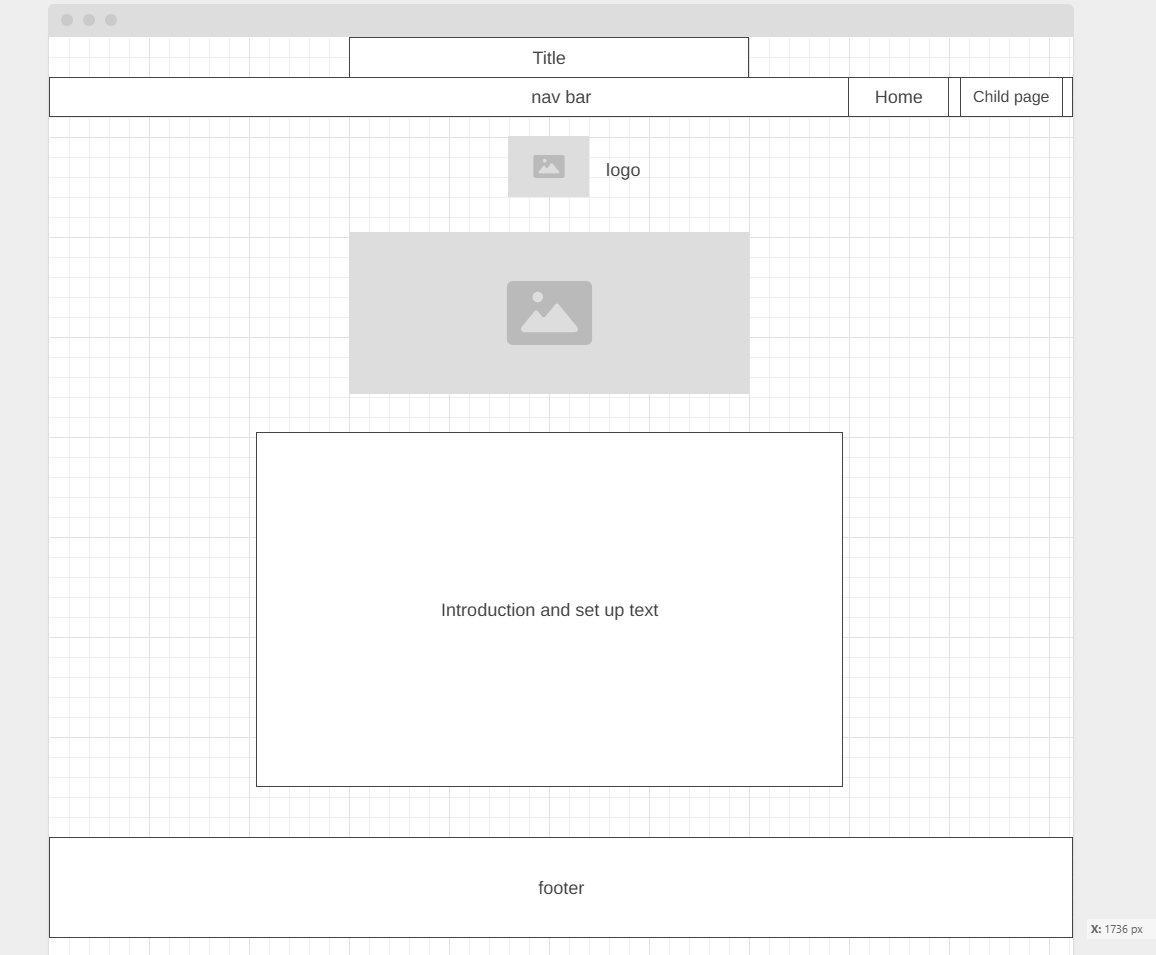 Title
nav bar
Home
Child page
logo
Introduction and set up text
footer
X: 1736 px